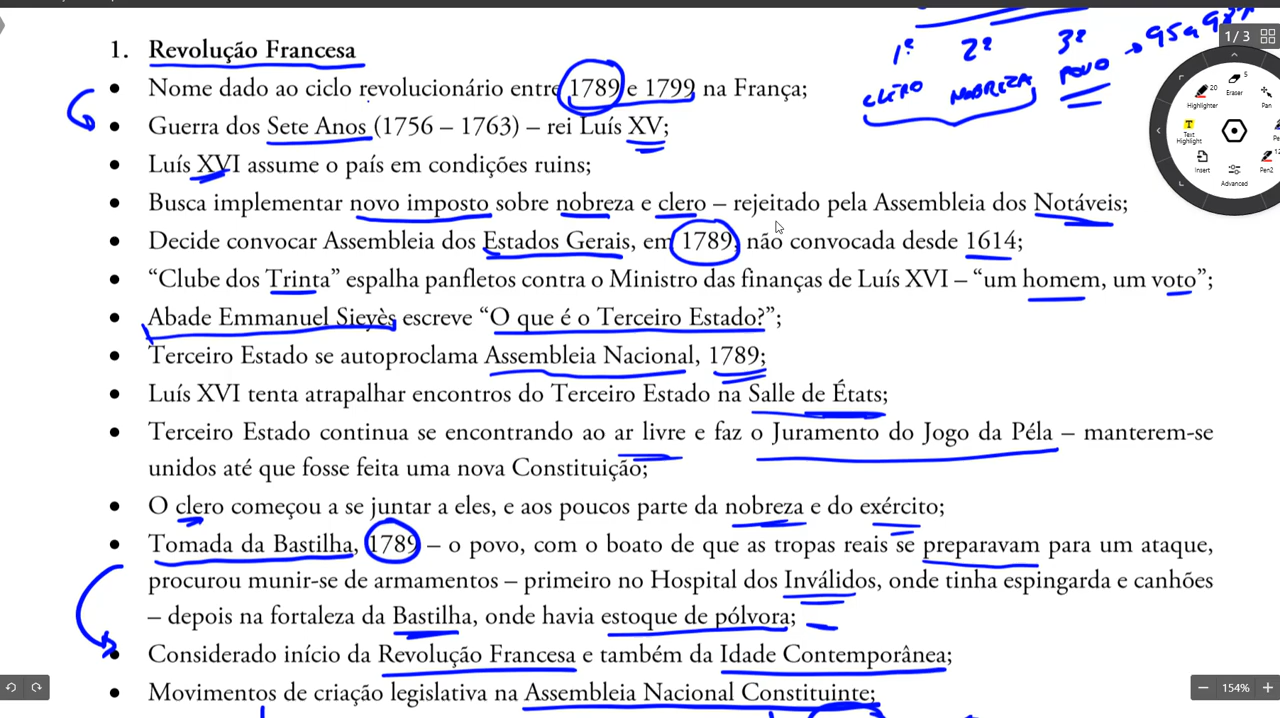 1º 2º 3º → 95a98%
CLERO NOBREZA POVO
1/3
1. Revolução Francesa
• Nome dado ao ciclo revolucionário entre 1789 e 1799 na França;
• Guerra dos Sete Anos (1756 – 1763) – rei Luís XV;
• Luís XVI assume o país em condições ruins;
• Busca implementar novo imposto sobre nobreza e clero – rejeitado pela Assembleia dos Notáveis;
• Decide convocar Assembleia dos Estados Gerais, em 1789, não convocada desde 1614;
• “Clube dos Trinta” espalha panfletos contra o Ministro das finanças de Luís XVI – “um homem, um voto”;
• Abade Emmanuel Sieyès escreve “O que é o Terceiro Estado?”;
• Terceiro Estado se autoproclama Assembleia Nacional, 1789;
• Luís XVI tenta atrapalhar encontros do Terceiro Estado na Salle de États;
• Terceiro Estado continua se encontrando ao ar livre e faz o Juramento do Jogo da Péla – manterem-se
unidos até que fosse feita uma nova Constituição;
• O clero começou a se juntar a eles, e aos poucos parte da nobreza e do exército;
• Tomada da Bastilha, 1789 – o povo, com o boato de que as tropas reais se preparavam para um ataque,
procurou munir-se de armamentos – primeiro no Hospital dos Inválidos, onde tinha espingarda e canhões
– depois na fortaleza da Bastilha, onde havia estoque de pólvora;
• Considerado início da Revolução Francesa e também da Idade Contemporânea;
• Movimentos de criação legislativa na Assembleia Nacional Constituinte;
20
Highlighter
5
Eraser
Pan
T
Text
Highlight
Insert
Advanced
Pen2
12
154%